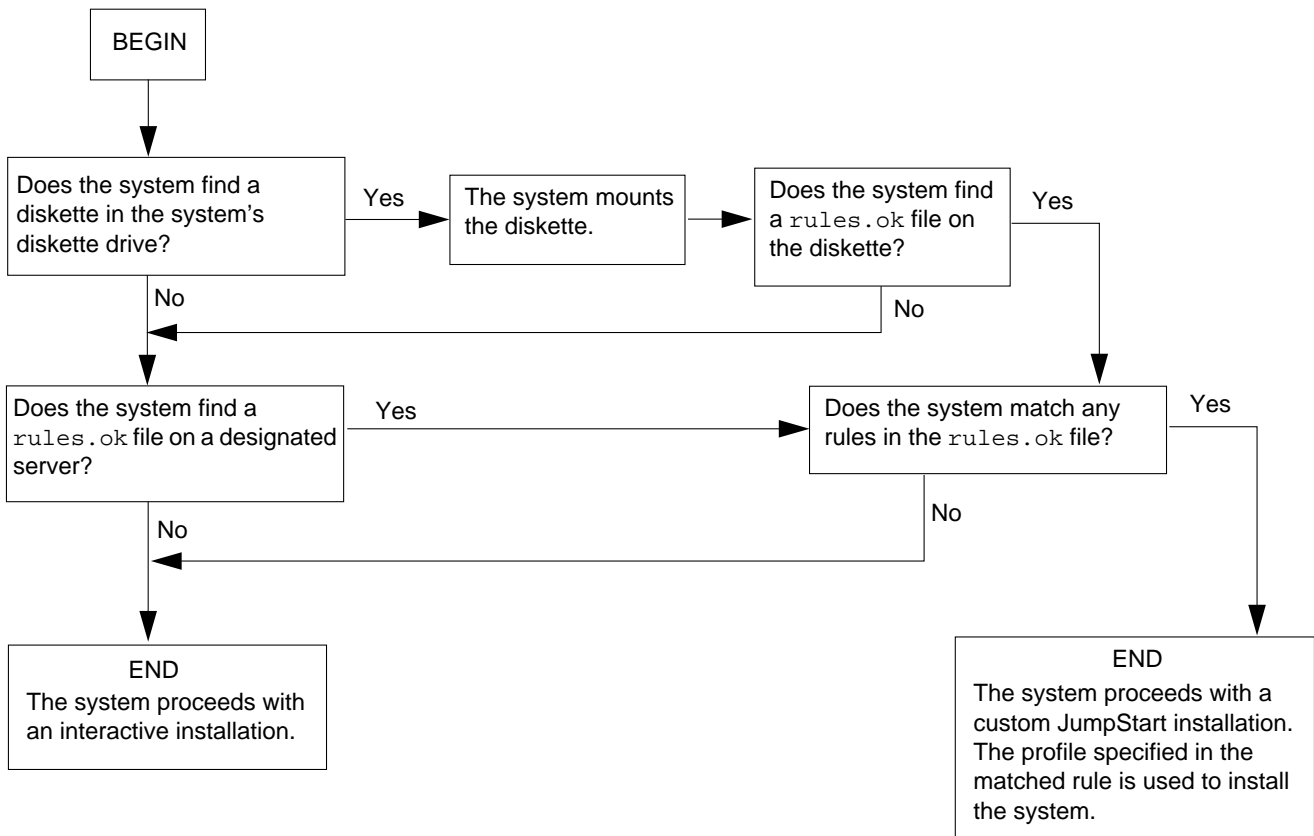 BEGIN
Does the system find a
diskette in the system’s
diskette drive?
Yes
The system mounts
the diskette.
Does the system find
a rules.ok file on
the diskette?
Yes
No
No
Does the system find a
rules.ok file on a designated
server?
Yes
Does the system match any
rules in the rules.ok file?
Yes
No
No
END
The system proceeds with
an interactive installation.
END
The system proceeds with a
custom JumpStart installation.
The profile specified in the
matched rule is used to install
the system.